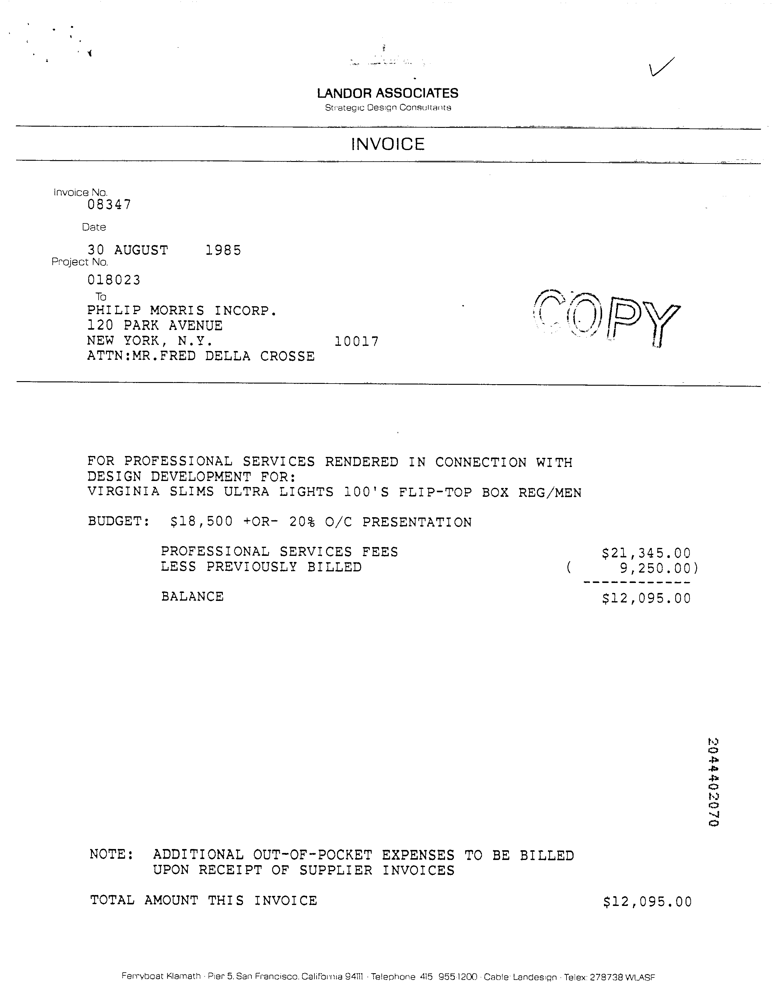 LANDOR ASSOCIATES
Strategic Design Consultants
INVOICE
Invoice No.
08347
Date
30 AUGUST 1985
Project No.
018023
To
PHILIP MORRIS INCORP.
120 PARK AVENUE
NEW YORK, N.Y. 10017
ATTN:MR.FRED DELLA CROSSE
COPY
FOR PROFESSIONAL SERVICES RENDERED IN CONNECTION WITH
DESIGN DEVELOPMENT FOR:
VIRGINIA SLIMS ULTRA LIGHTS 100'S FLIP-TOP BOX REG/MEN
BUDGET: $18,500 +OR- 20% O/C PRESENTATION
PROFESSIONAL SERVICES FEES $21,345.00
LESS PREVIOUSLY BILLED ( 9,250.00)
------------
BALANCE $12,095.00
2044402070
NOTE: ADDITIONAL OUT-OF-POCKET EXPENSES TO BE BILLED
UPON RECEIPT OF SUPPLIER INVOICES
TOTAL AMOUNT THIS INVOICE $12,095.00
Ferryboat Klamath · Pier 5, San Francisco, California 94111 · Telephone 415 955 1200 · Cable Landesign · Telex 278738 WLASF